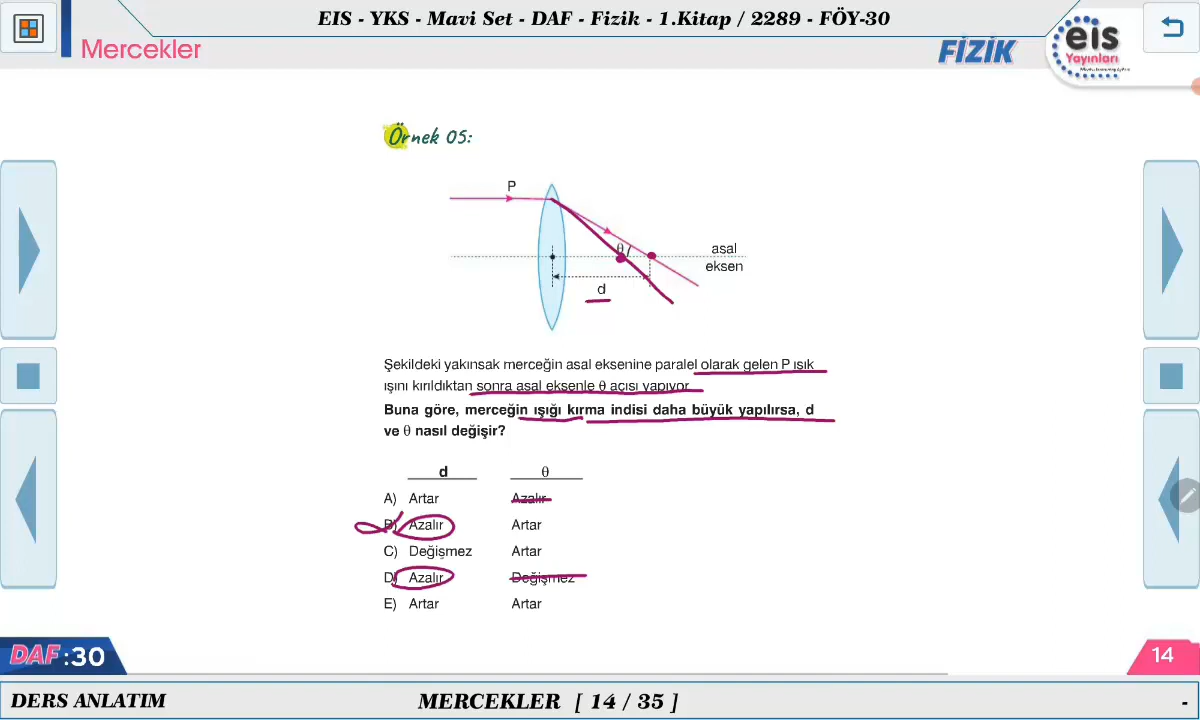 EIS - YKS - Mavi Set - DAF - Fizik - 1.Kitap / 2289 - FÖY-30
Mercekler
FİZİK
eis
Yayınları
Örnek 05:
P
θ
asal
eksen
d
Şekildeki yakınsak merceğin asal eksenine paralel olarak gelen P ışık
ışını kırıldıktan sonra asal eksenle θ açısı yapıyor.
Buna göre, merceğin ışığı kırma indisi daha büyük yapılırsa, d
ve θ nasıl değişir?
d θ
A) Artar Azalır
B) Azalır Artar
C) Değişmez Artar
D) Azalır Değişmez
E) Artar Artar
DAF:30
14
DERS ANLATIM MERCEKLER [ 14 / 35 ] -